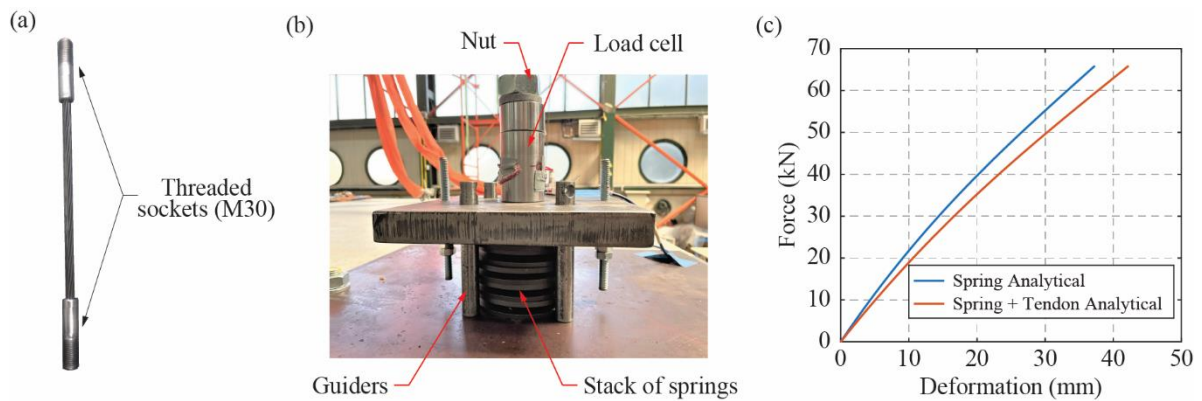 (a)
Threaded
sockets (M30)
(b)
Nut
Load cell
Guiders
Stack of springs
(c)
Force (kN)
70
60
50
40
30
20
10
0
Spring Analytical
Spring + Tendon Analytical
0 10 20 30 40 50
Deformation (mm)